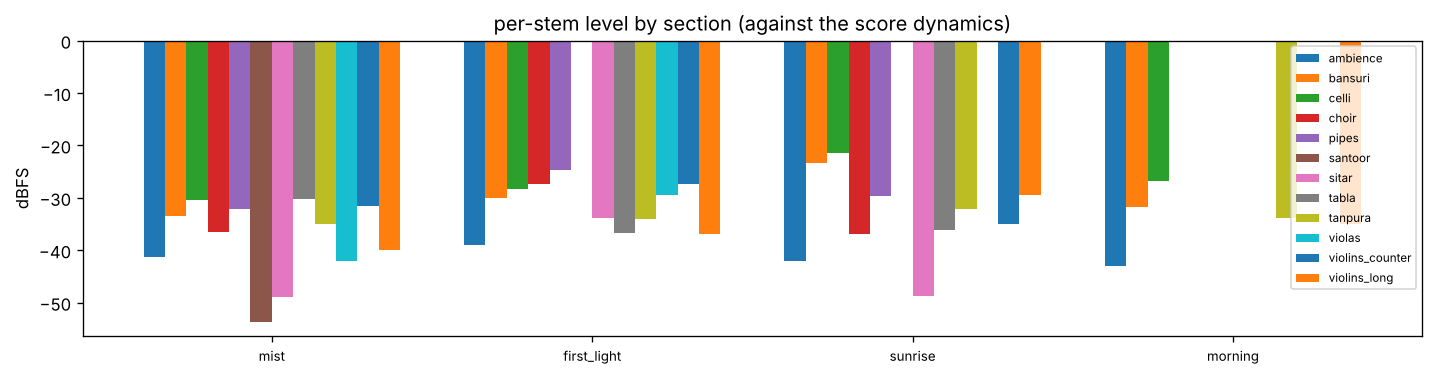 per-stem level by section (against the score dynamics)
dBFS
0
−10
−20
−30
−40
−50
mist
first_light
sunrise
morning
ambience
bansuri
celli
choir
pipes
santoor
sitar
tabla
tanpura
violas
violins_counter
violins_long